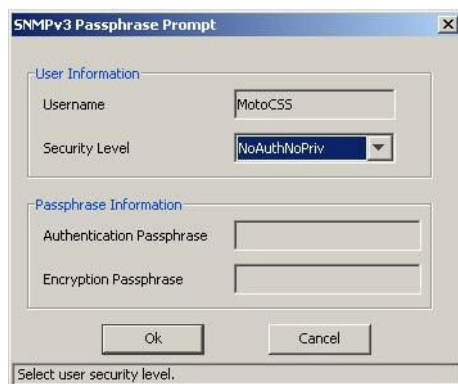 SNMPv3 Passphrase Prompt
User Information
Username MotoCSS
Security Level NoAuthNoPriv
Passphrase Information
Authentication Passphrase
Encryption Passphrase
Ok Cancel
Select user security level.